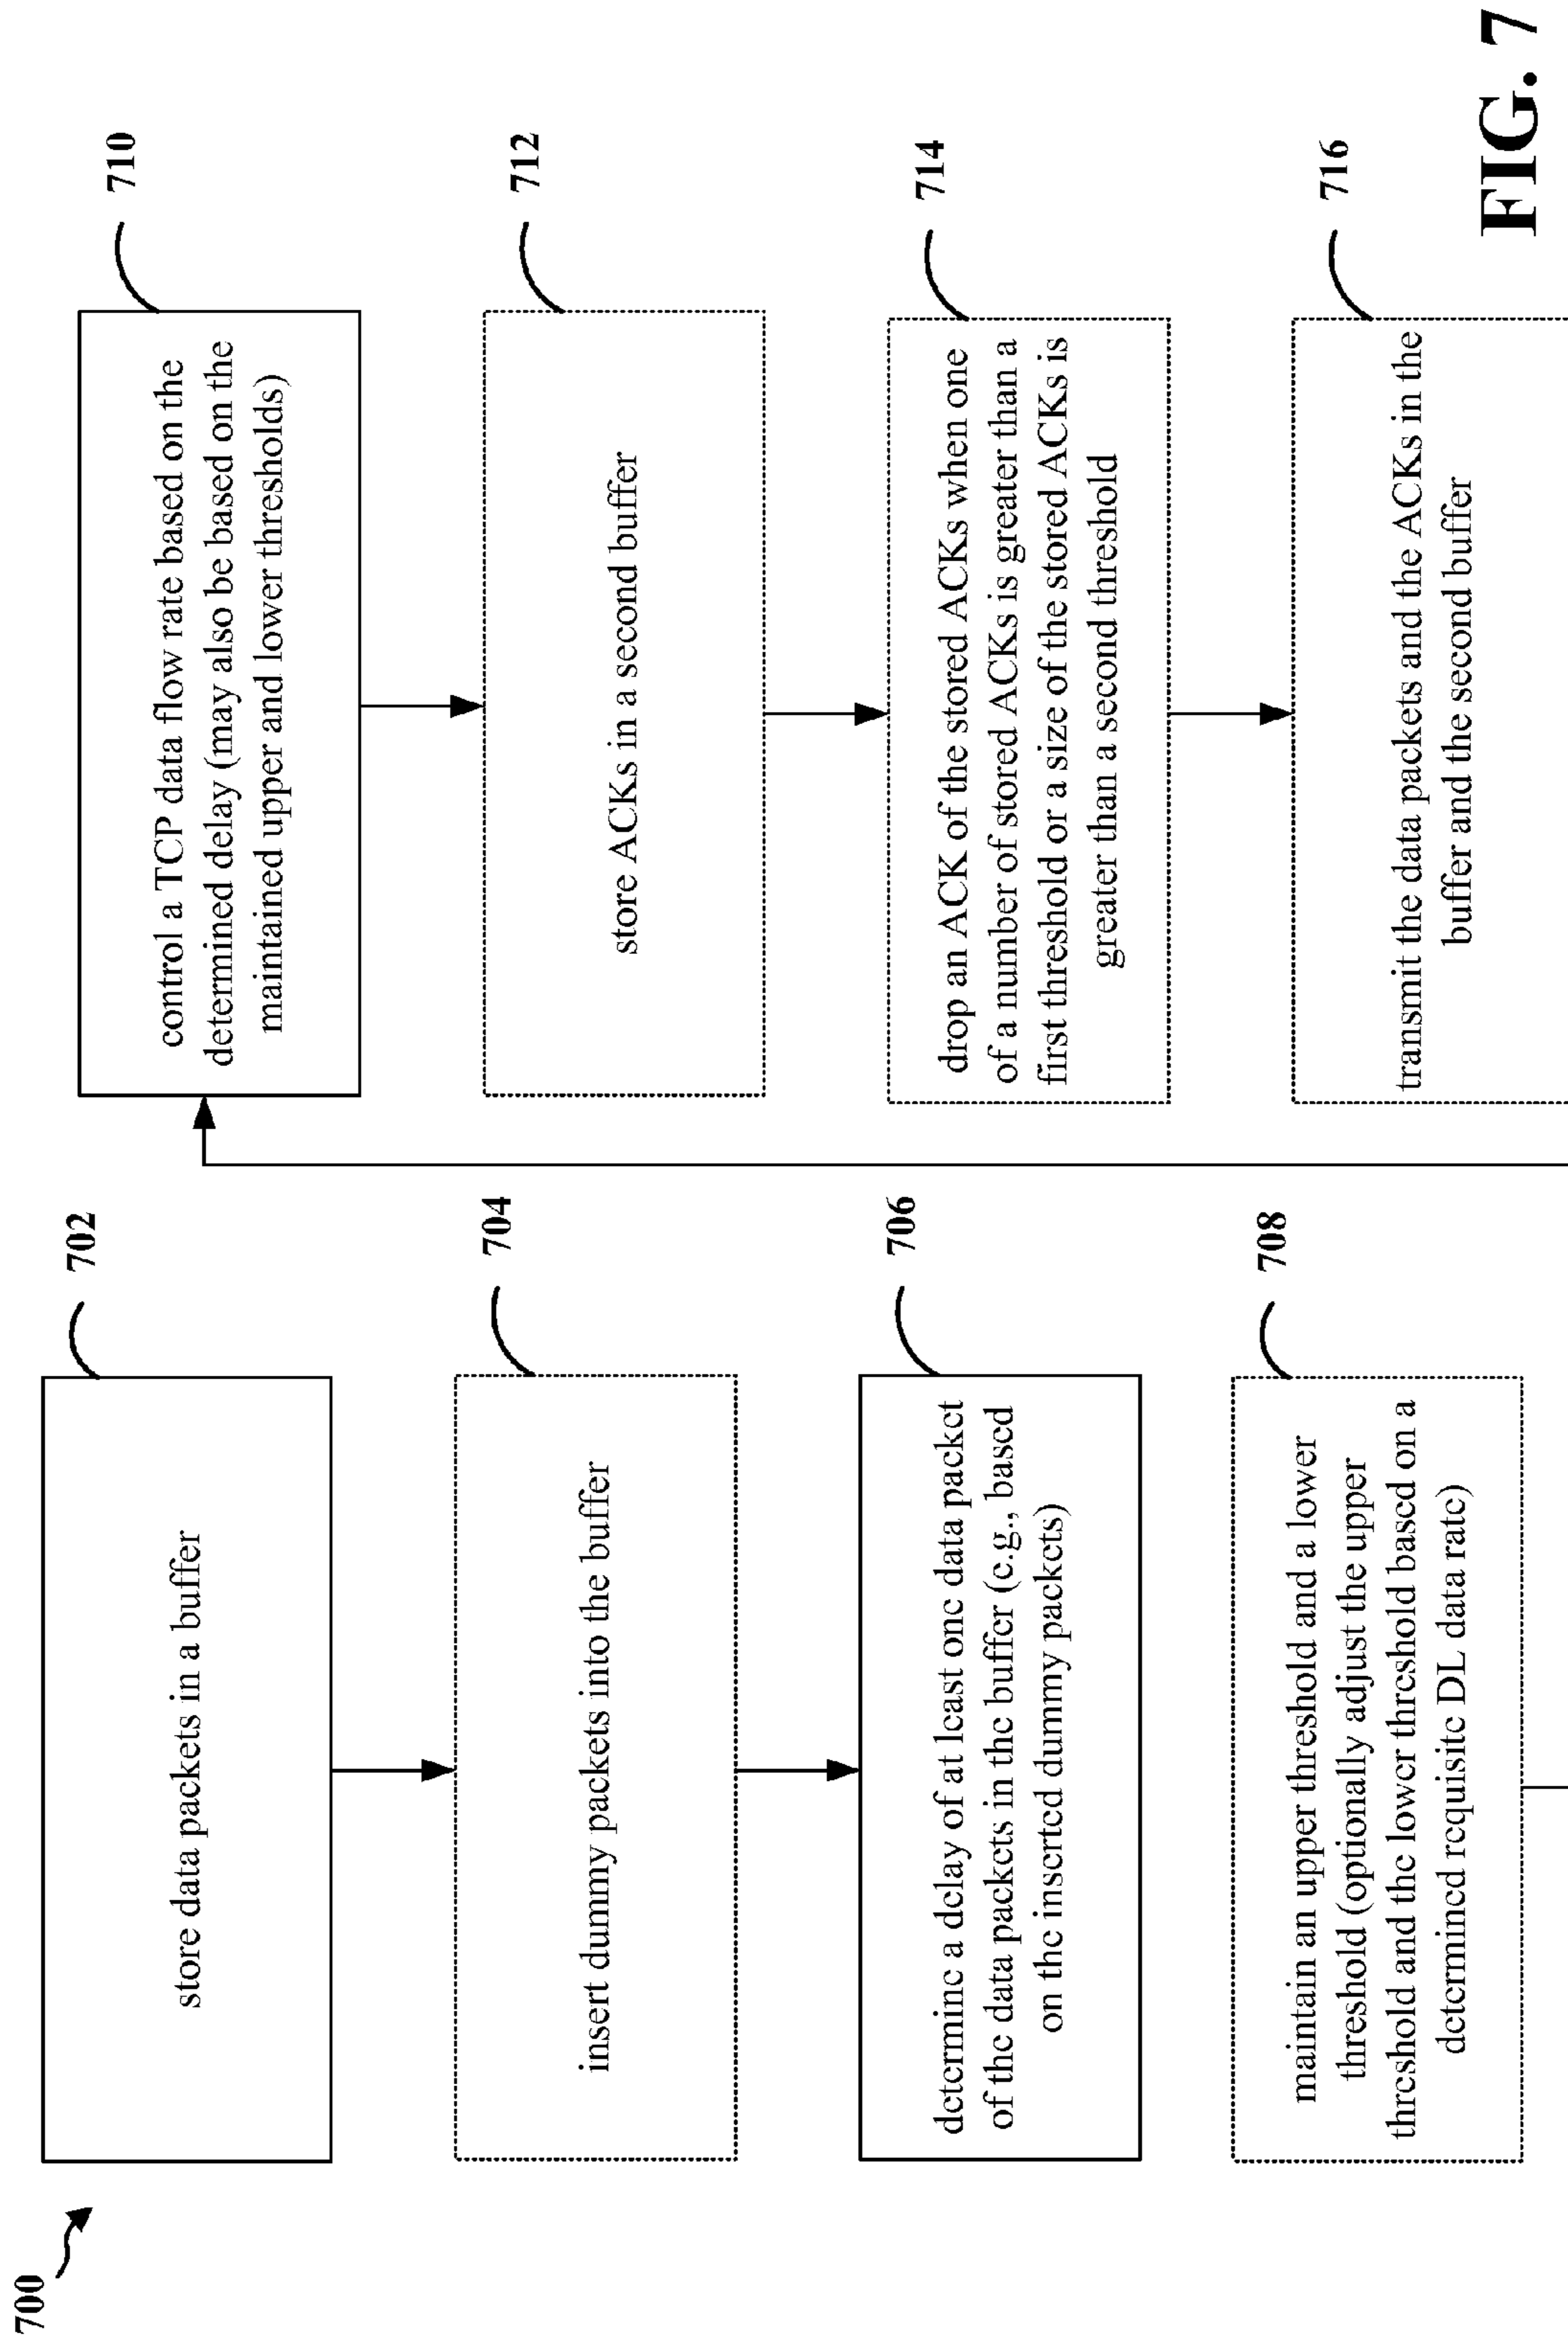 700
702
store data packets in a buffer
704
insert dummy packets into the buffer
706
determine a delay of at least one data packet
of the data packets in the buffer (e.g., based
on the inserted dummy packets)
708
maintain an upper threshold and a lower
threshold (optionally adjust the upper
threshold and the lower threshold based on a
determined requisite DL data rate)
710
control a TCP data flow rate based on the
determined delay (may also be based on the
maintained upper and lower thresholds)
712
store ACKs in a second buffer
714
drop an ACK of the stored ACKs when one
of a number of stored ACKs is greater than a
first threshold or a size of the stored ACKs is
greater than a second threshold
716
transmit the data packets and the ACKs in the
buffer and the second buffer
FIG. 7